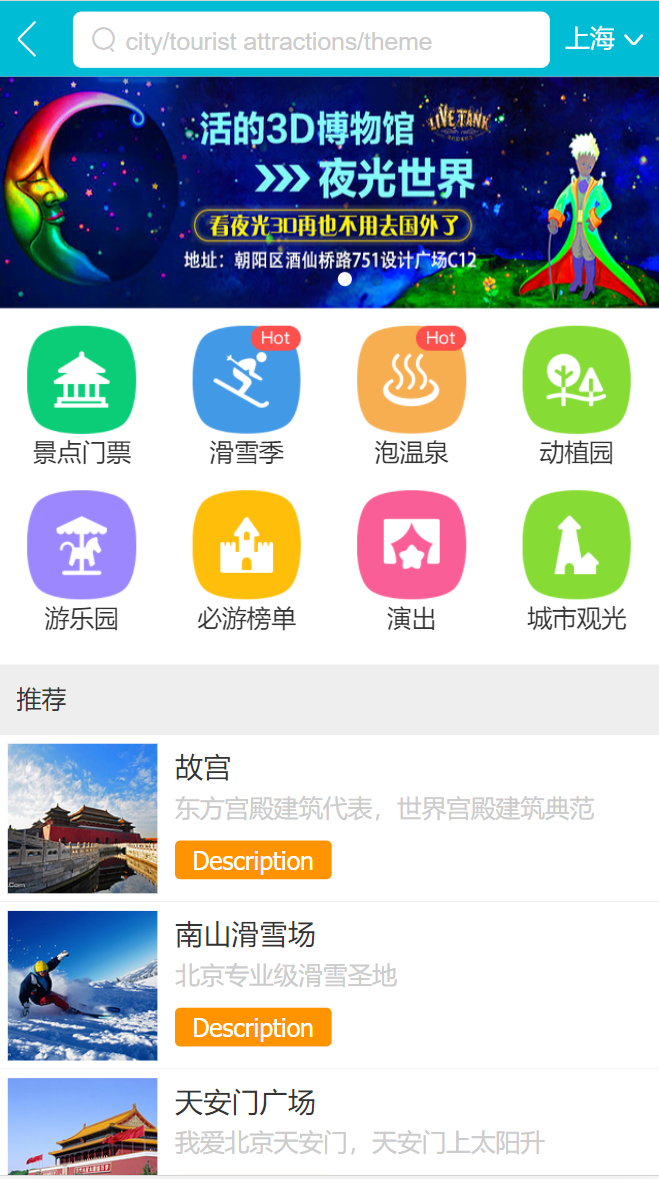 city/tourist attractions/theme 上海
活的3D博物馆 LIVE TANK
夜光世界
看夜光3D再也不用去国外了
地址：朝阳区酒仙桥路751设计广场C12
Hot Hot
景点门票 滑雪季 泡温泉 动植园
游乐园 必游榜单 演出 城市观光
推荐
故宫
东方宫殿建筑代表，世界宫殿建筑典范
Description
南山滑雪场
北京专业级滑雪圣地
Description
天安门广场
我爱北京天安门，天安门上太阳升